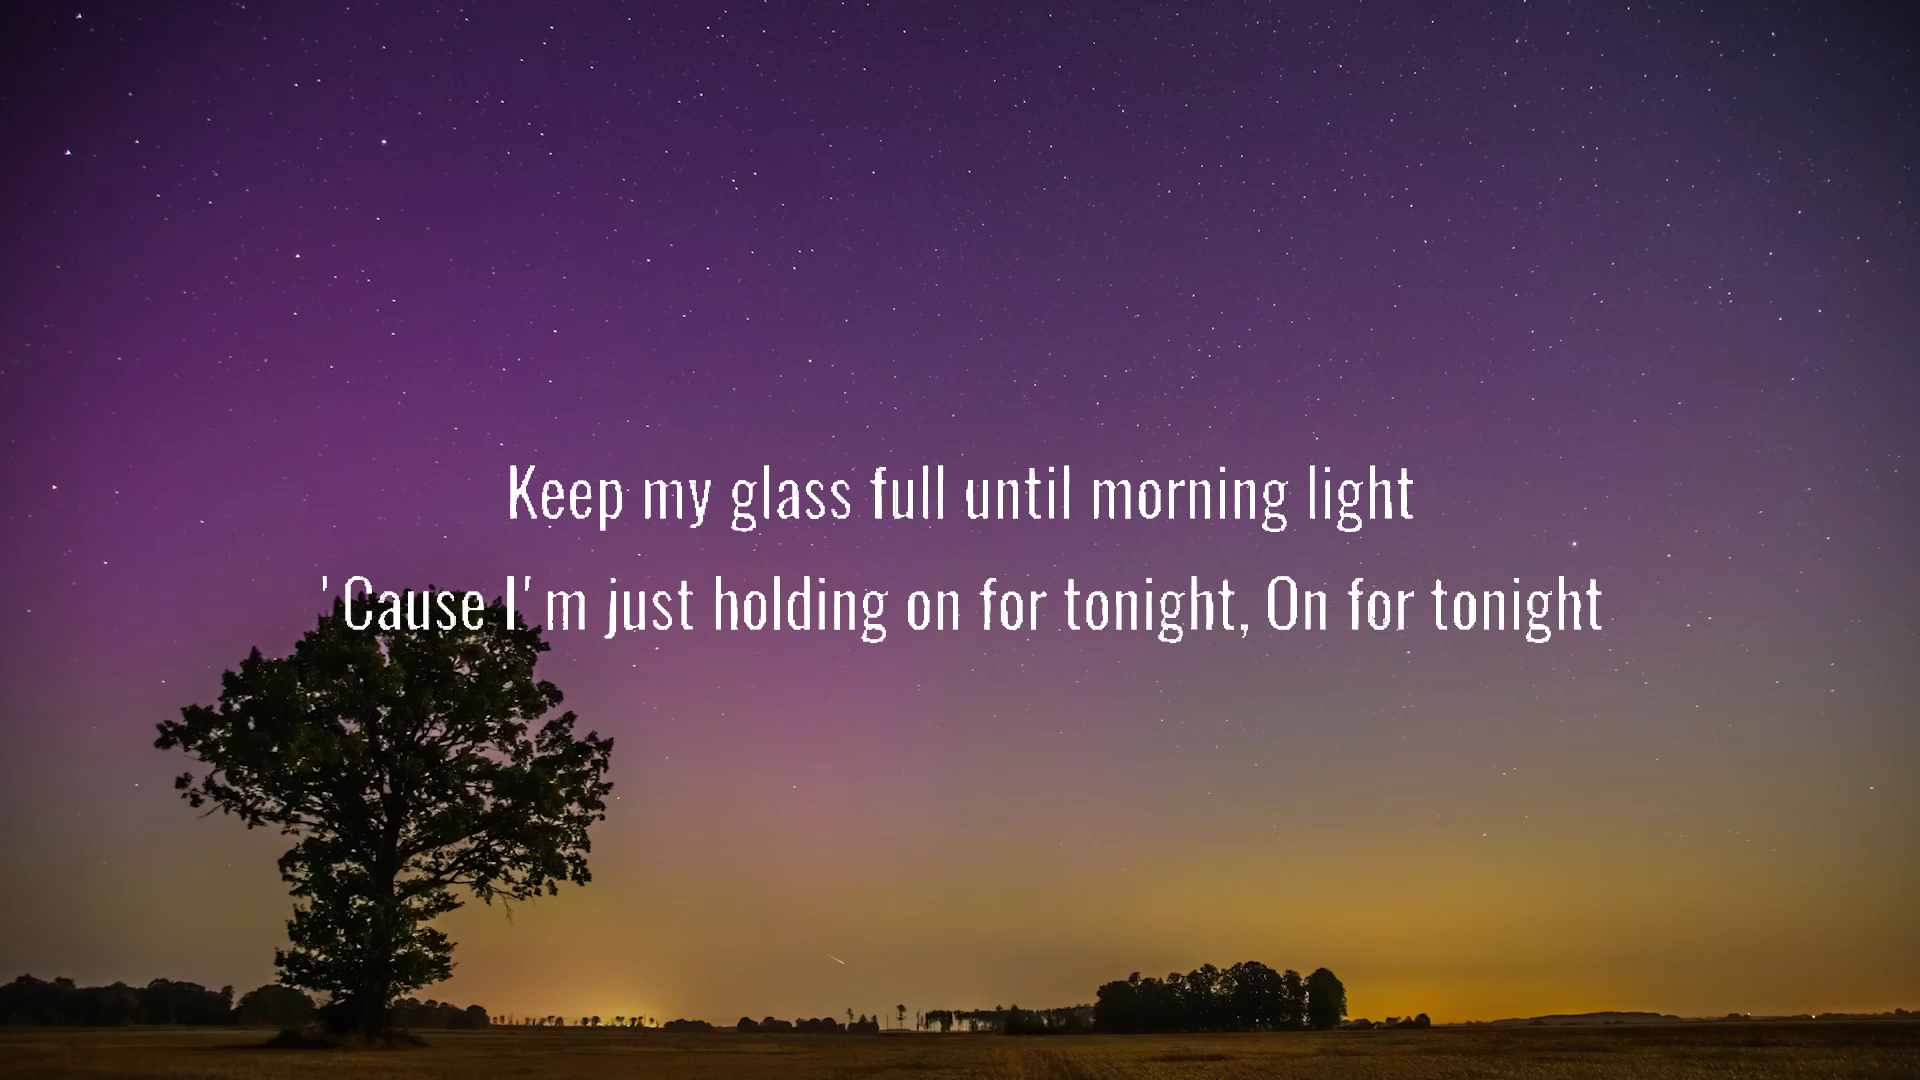 Keep my glass full until morning light
'Cause I'm just holding on for tonight, On for tonight